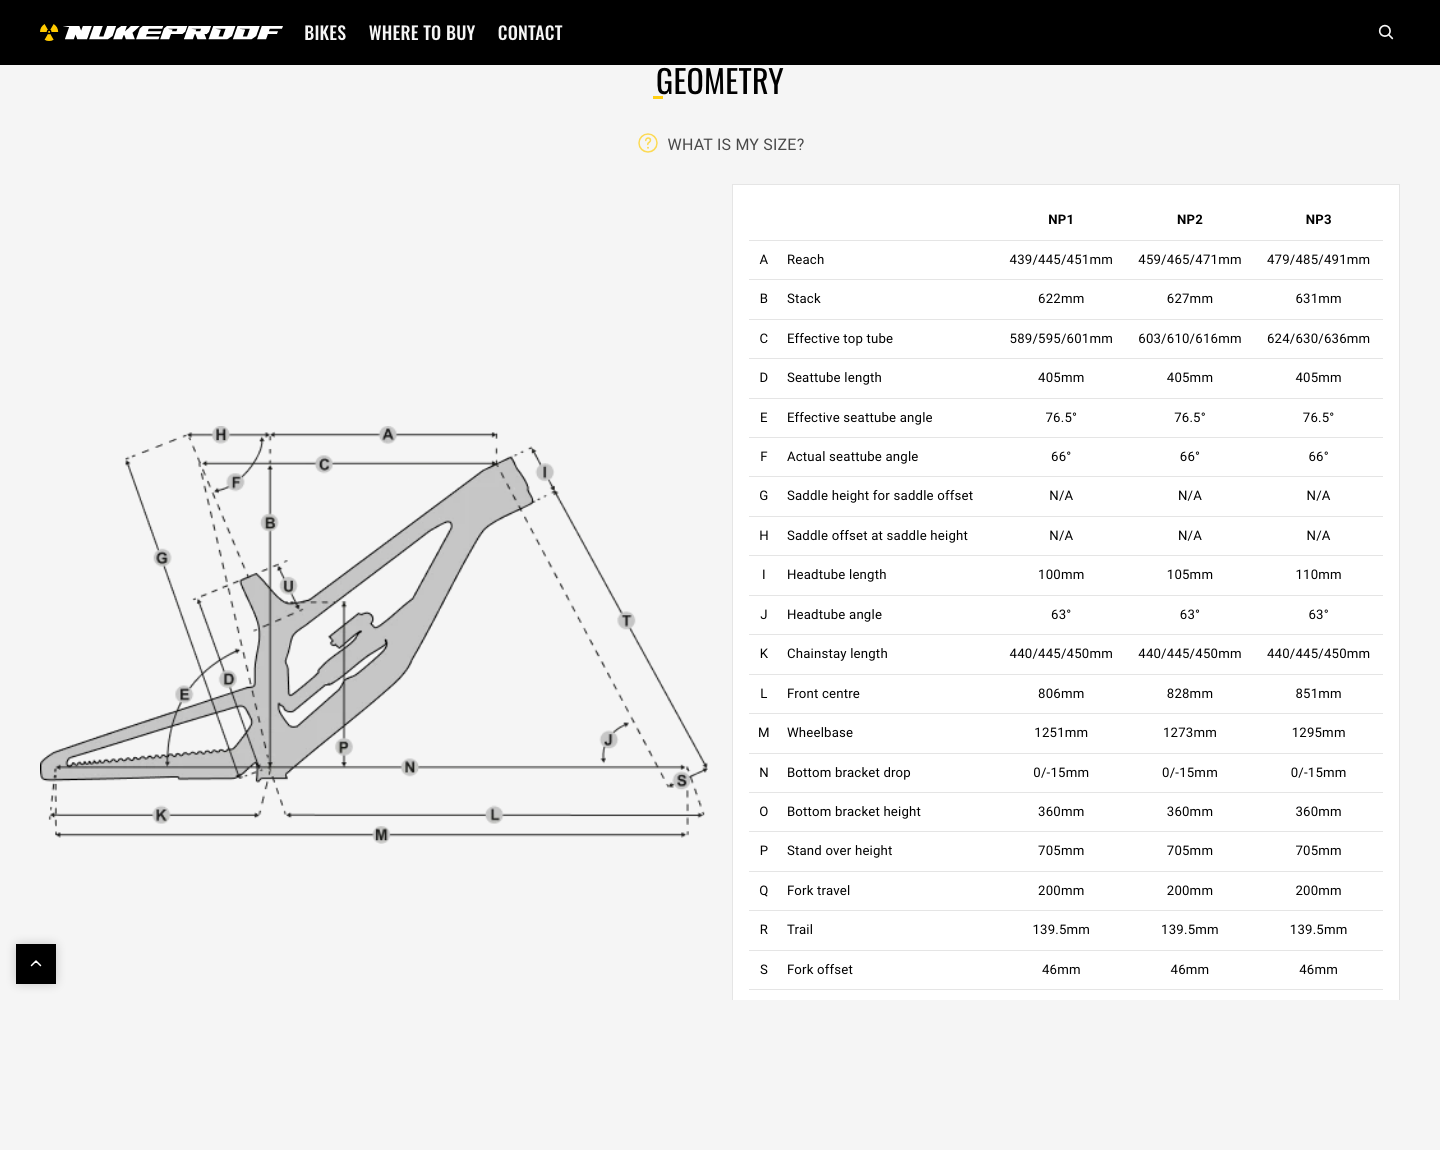 NUKEPROOF BIKES WHERE TO BUY CONTACT
GEOMETRY
? WHAT IS MY SIZE?
NP1 NP2 NP3
A Reach 439/445/451mm 459/465/471mm 479/485/491mm
B Stack 622mm 627mm 631mm
C Effective top tube 589/595/601mm 603/610/616mm 624/630/636mm
D Seattube length 405mm 405mm 405mm
E Effective seattube angle 76.5° 76.5° 76.5°
F Actual seattube angle 66° 66° 66°
G Saddle height for saddle offset N/A N/A N/A
H Saddle offset at saddle height N/A N/A N/A
I Headtube length 100mm 105mm 110mm
J Headtube angle 63° 63° 63°
K Chainstay length 440/445/450mm 440/445/450mm 440/445/450mm
L Front centre 806mm 828mm 851mm
M Wheelbase 1251mm 1273mm 1295mm
N Bottom bracket drop 0/-15mm 0/-15mm 0/-15mm
O Bottom bracket height 360mm 360mm 360mm
P Stand over height 705mm 705mm 705mm
Q Fork travel 200mm 200mm 200mm
R Trail 139.5mm 139.5mm 139.5mm
S Fork offset 46mm 46mm 46mm
H A
C
I
F
B
G
U
T
D
E
J
P
N
S
K L
M